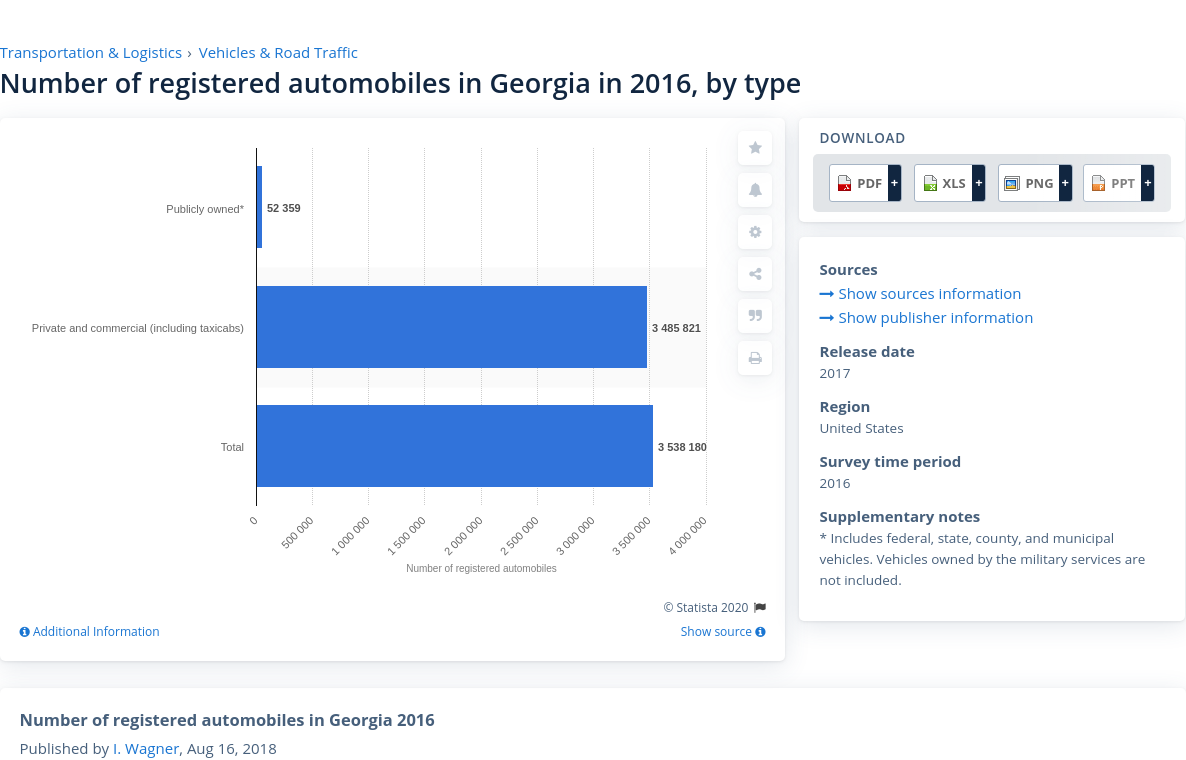 Transportation & Logistics › Vehicles & Road Traffic
Number of registered automobiles in Georgia in 2016, by type
Publicly owned*
52 359
Private and commercial (including taxicabs)
3 485 821
Total
3 538 180
0
500 000
1 000 000
1 500 000
2 000 000
2 500 000
3 000 000
3 500 000
4 000 000
Number of registered automobiles
© Statista 2020
Additional Information
Show source
DOWNLOAD
PDF +
XLS +
PNG +
PPT +
Sources
Show sources information
Show publisher information
Release date
2017
Region
United States
Survey time period
2016
Supplementary notes
* Includes federal, state, county, and municipal
vehicles. Vehicles owned by the military services are
not included.
Number of registered automobiles in Georgia 2016
Published by I. Wagner, Aug 16, 2018